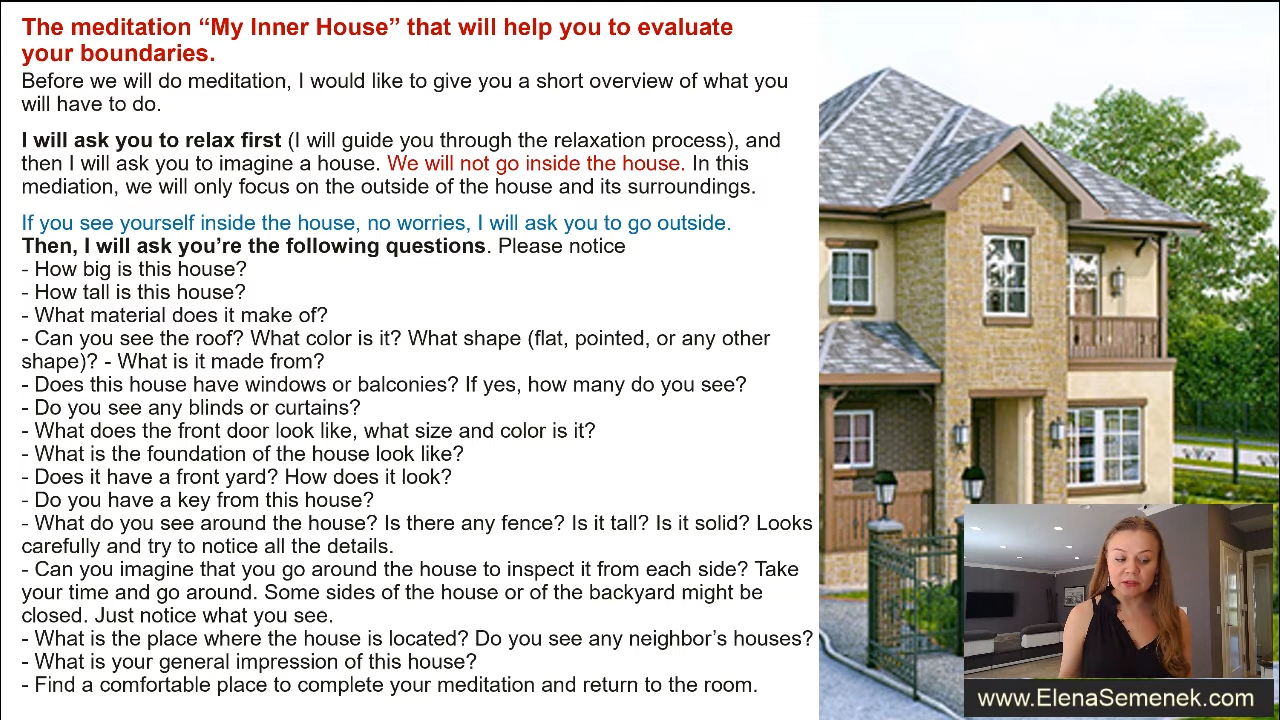 The meditation “My Inner House” that will help you to evaluate
your boundaries.
Before we will do meditation, I would like to give you a short overview of what you
will have to do.
I will ask you to relax first (I will guide you through the relaxation process), and
then I will ask you to imagine a house. We will not go inside the house. In this
mediation, we will only focus on the outside of the house and its surroundings.
If you see yourself inside the house, no worries, I will ask you to go outside.
Then, I will ask you’re the following questions. Please notice
- How big is this house?
- How tall is this house?
- What material does it make of?
- Can you see the roof? What color is it? What shape (flat, pointed, or any other
shape)? - What is it made from?
- Does this house have windows or balconies? If yes, how many do you see?
- Do you see any blinds or curtains?
- What does the front door look like, what size and color is it?
- What is the foundation of the house look like?
- Does it have a front yard? How does it look?
- Do you have a key from this house?
- What do you see around the house? Is there any fence? Is it tall? Is it solid? Looks
carefully and try to notice all the details.
- Can you imagine that you go around the house to inspect it from each side? Take
your time and go around. Some sides of the house or of the backyard might be
closed. Just notice what you see.
- What is the place where the house is located? Do you see any neighbor’s houses?
- What is your general impression of this house?
- Find a comfortable place to complete your meditation and return to the room.
www.ElenaSemenek.com